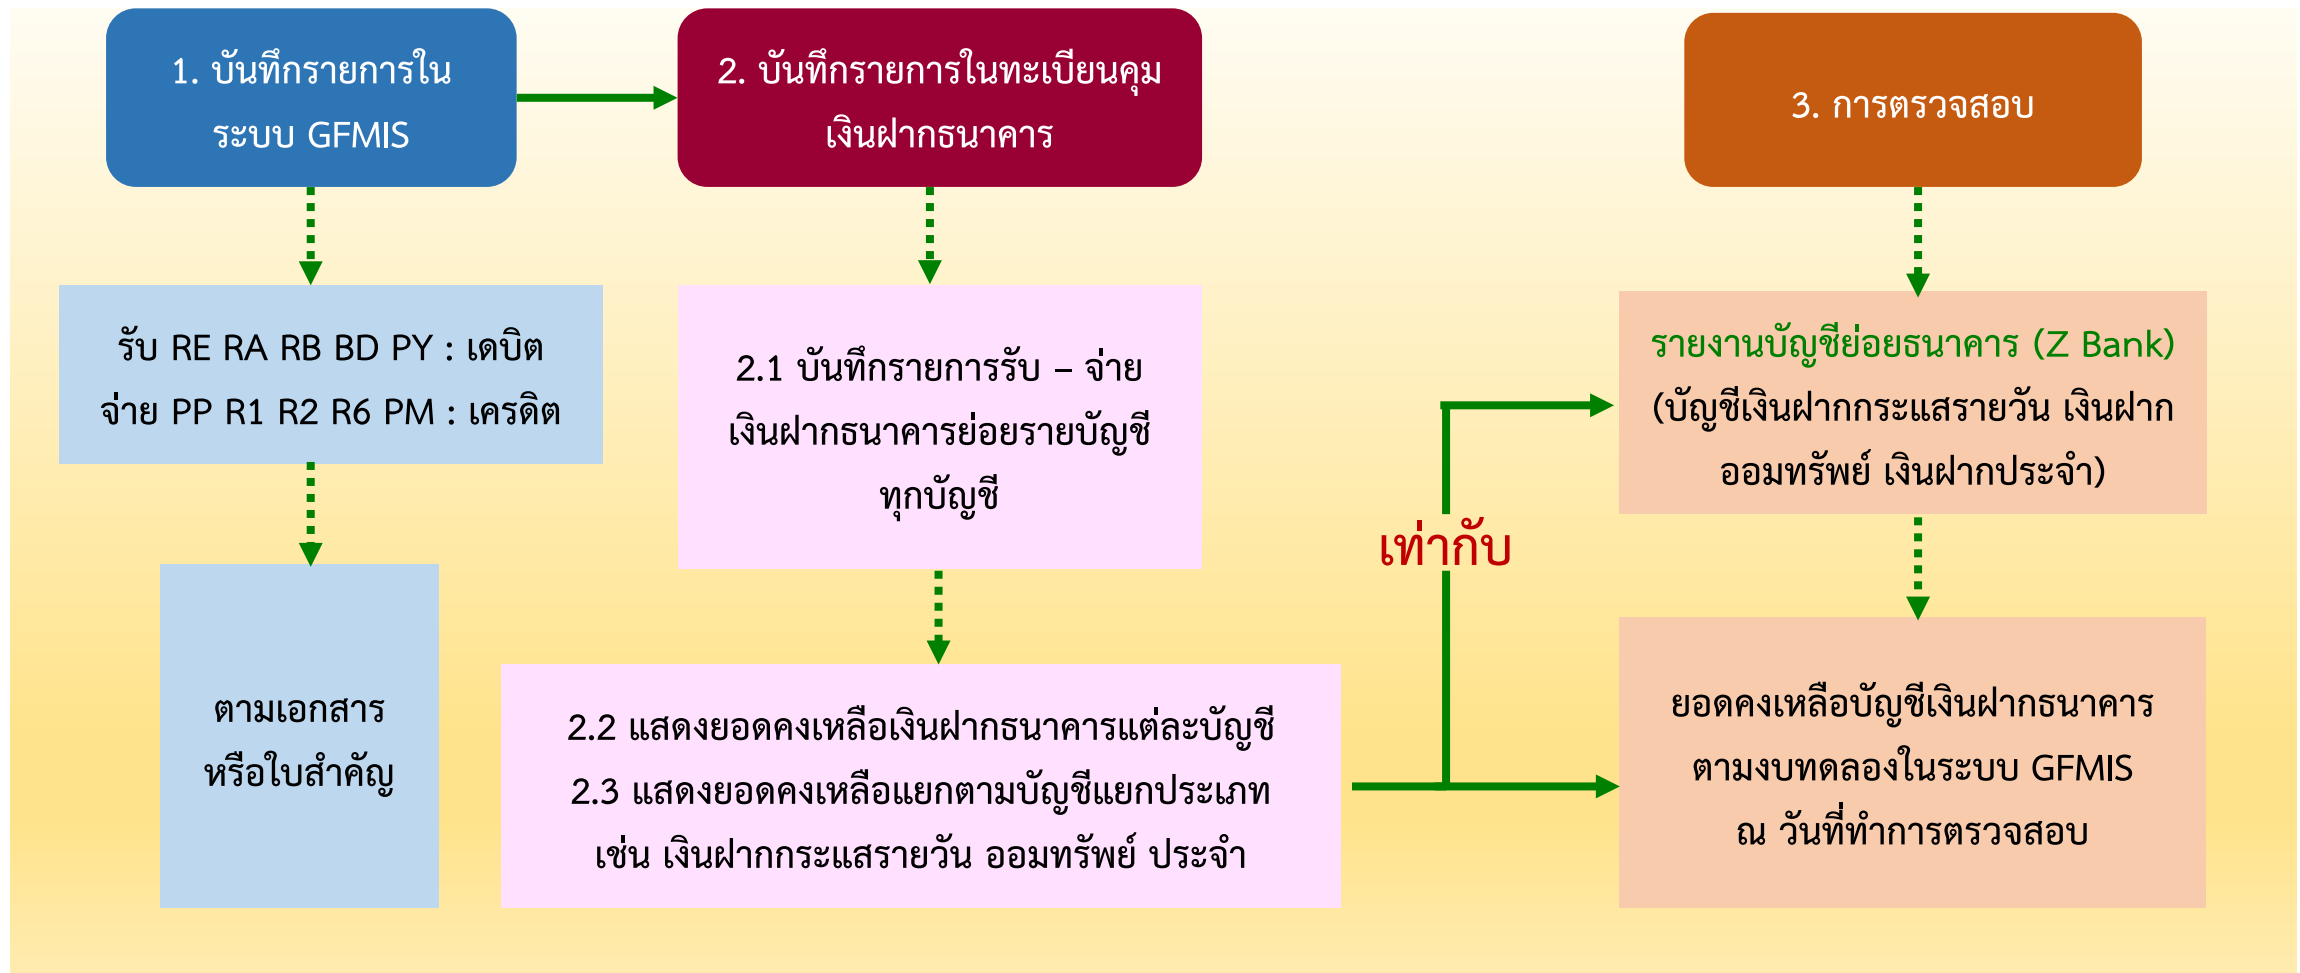 1. บันทึกรายการใน
ระบบ GFMIS
2. บันทึกรายการในทะเบียนคุม
เงินฝากธนาคาร
3. การตรวจสอบ
รับ RE RA RB BD PY : เดบิต
จ่าย PP R1 R2 R6 PM : เครดิต
ตามเอกสาร
หรือใบสำคัญ
2.1 บันทึกรายการรับ – จ่าย
เงินฝากธนาคารย่อยรายบัญชี
ทุกบัญชี
2.2 แสดงยอดคงเหลือเงินฝากธนาคารแต่ละบัญชี
2.3 แสดงยอดคงเหลือแยกตามบัญชีแยกประเภท
เช่น เงินฝากกระแสรายวัน ออมทรัพย์ ประจำ
เท่ากับ
รายงานบัญชีย่อยธนาคาร (Z Bank)
(บัญชีเงินฝากกระแสรายวัน เงินฝาก
ออมทรัพย์ เงินฝากประจำ)
ยอดคงเหลือบัญชีเงินฝากธนาคาร
ตามงบทดลองในระบบ GFMIS
ณ วันที่ทำการตรวจสอบ